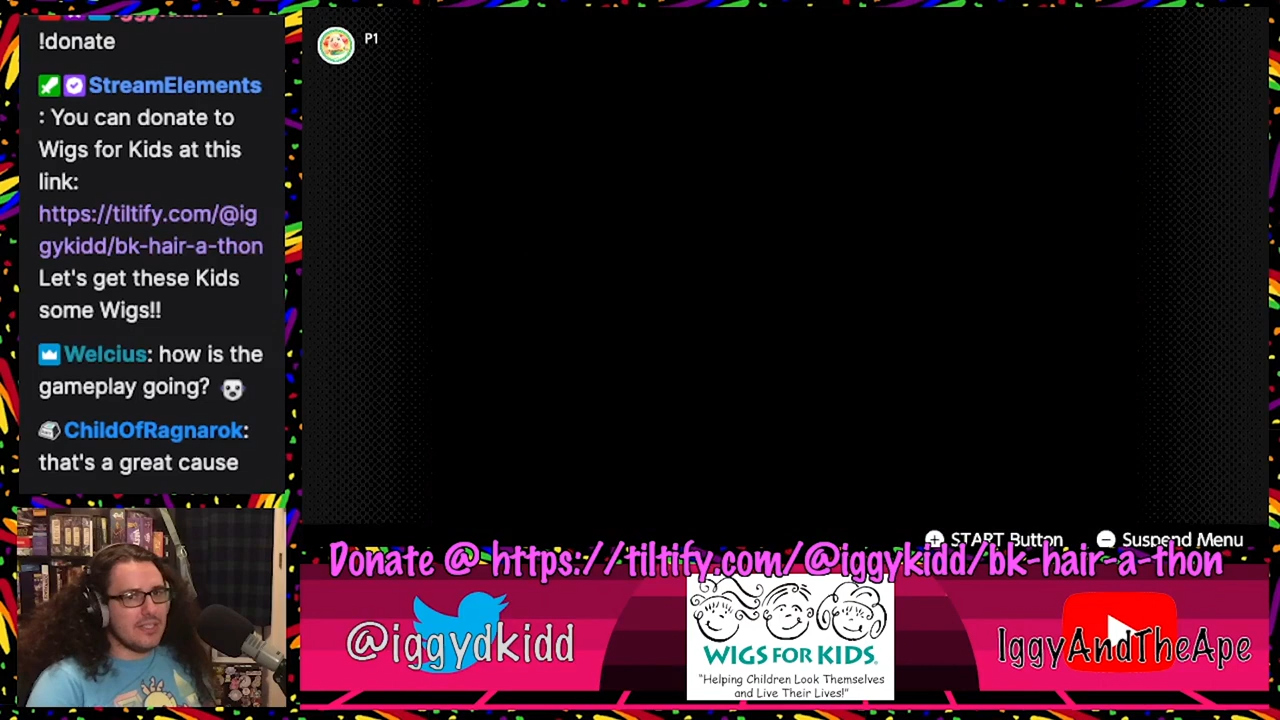 !donate
StreamElements
: You can donate to
Wigs for Kids at this
link:
https://tiltify.com/@ig
gykidd/bk-hair-a-thon
Let's get these Kids
some Wigs!!
Welcius: how is the
gameplay going?
ChildOfRagnarok:
that's a great cause
P1
START Button
Suspend Menu
Donate @ https://tiltify.com/@iggykidd/bk-hair-a-thon
@iggydkidd
WIGS FOR KIDS®
"Helping Children Look Themselves
and Live Their Lives!"
IggyAndTheApe